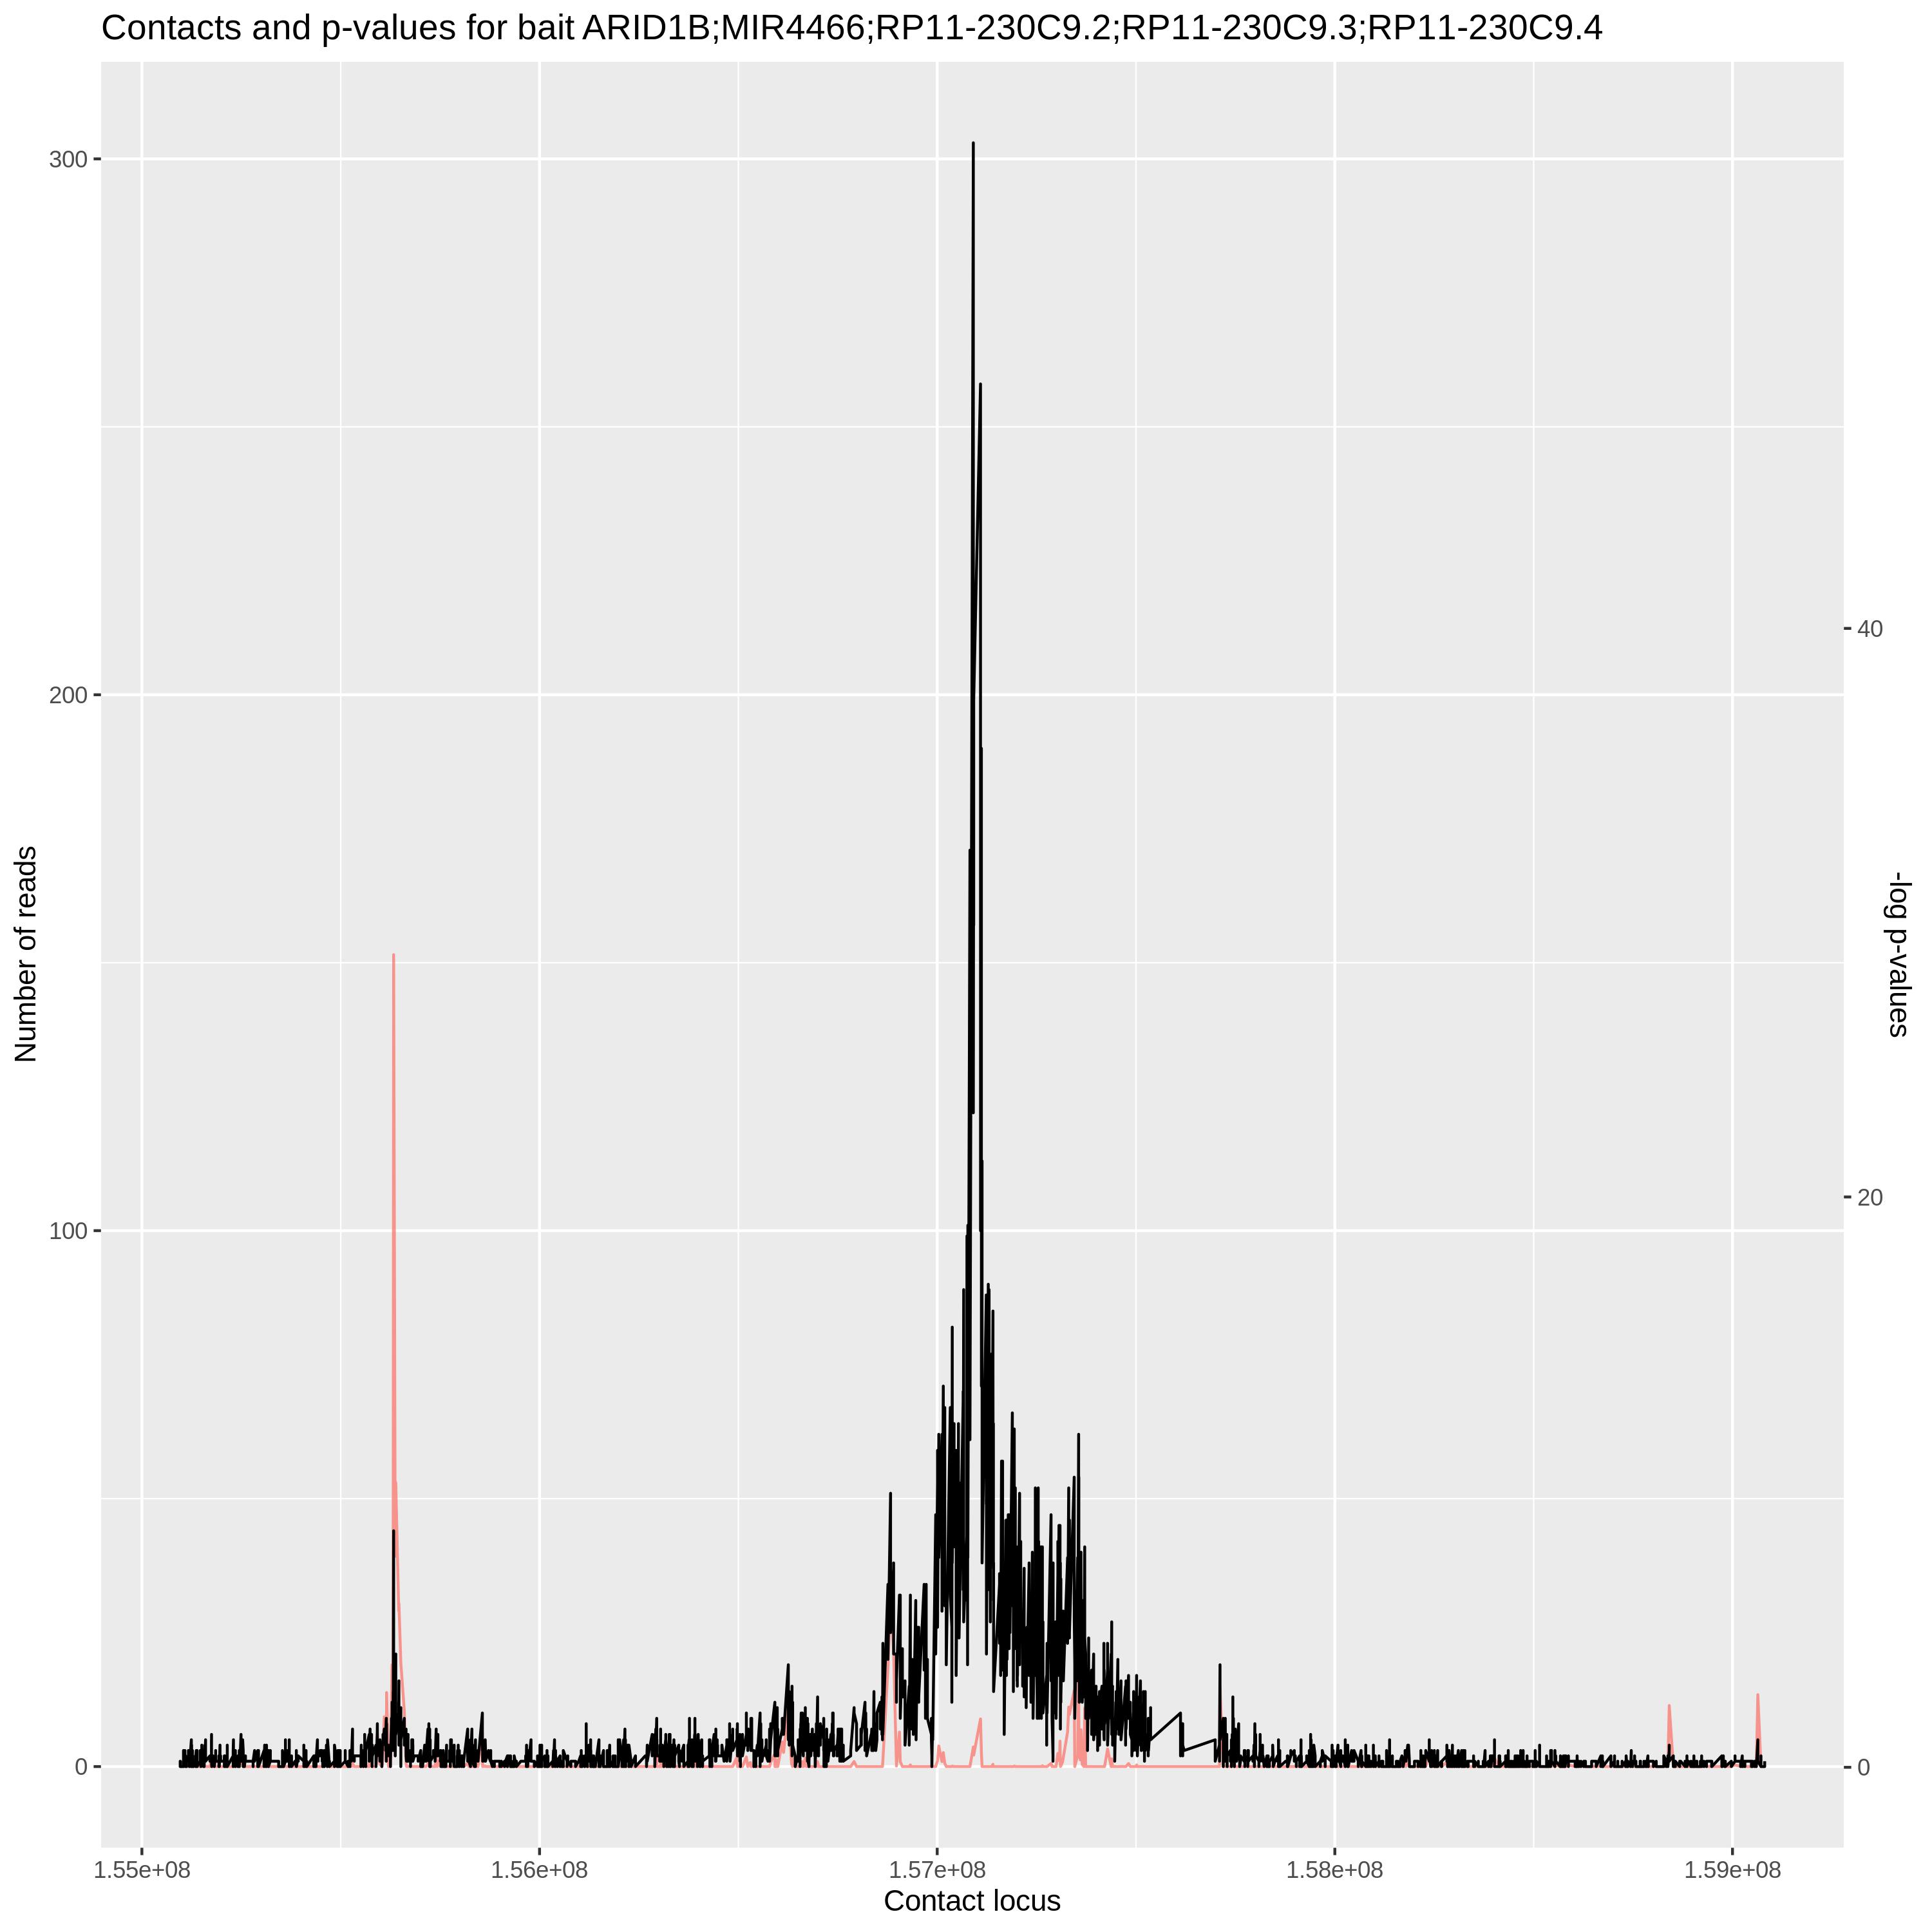 Contacts and p-values for bait ARID1B;MIR4466;RP11-230C9.2;RP11-230C9.3;RP11-230C9.4
300
200
100
0
Number of reads
40
20
0
-log p-values
1.55e+08 1.56e+08 1.57e+08 1.58e+08 1.59e+08
Contact locus